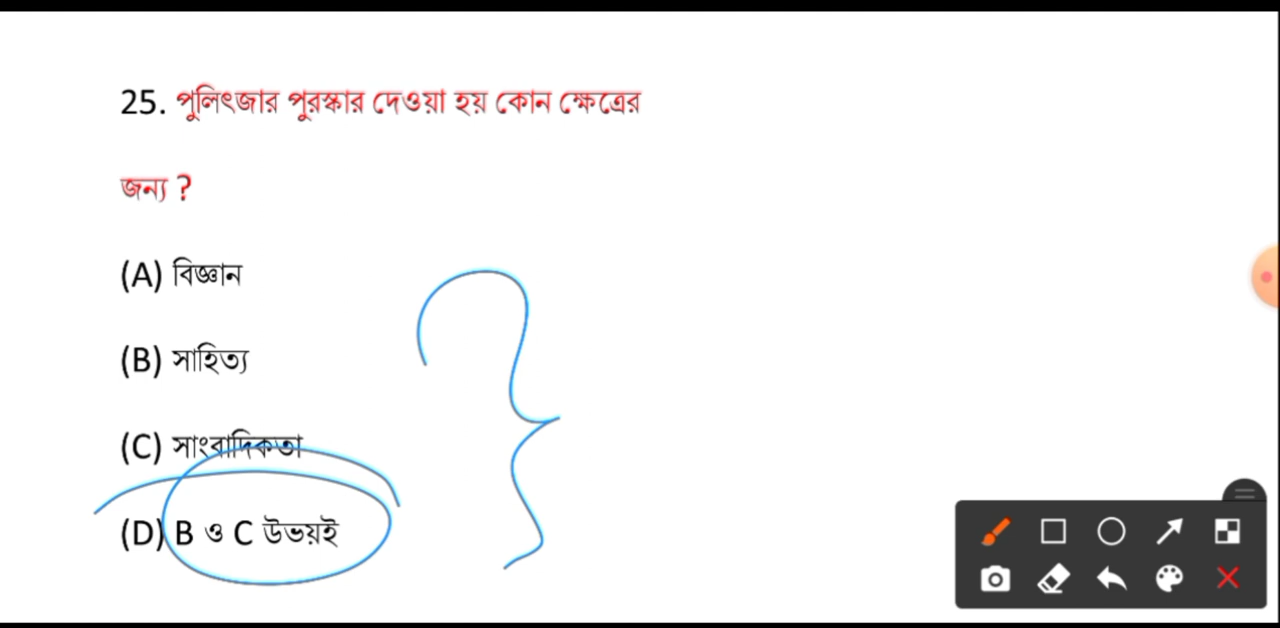 25. পুলিৎজার পুরস্কার দেওয়া হয় কোন ক্ষেত্রের
জন্য ?
(A) বিজ্ঞান
(B) সাহিত্য
(C) সাংবাদিকতা
(D) B ও C উভয়ই